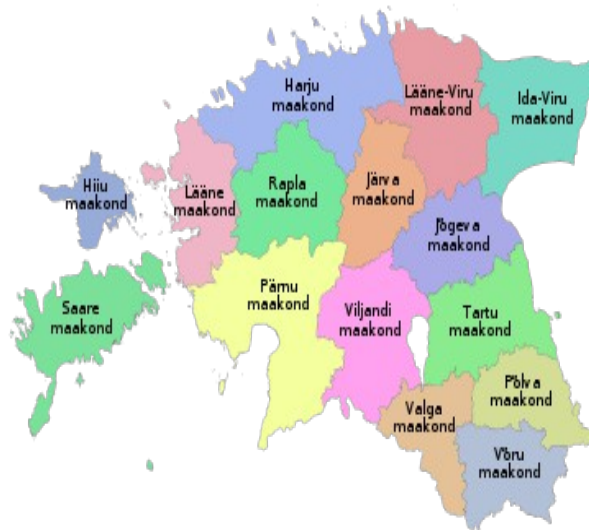 Harju
maakond
Lääne-Viru
maakond
Ida-Viru
maakond
Hiiu
maakond
Lääne
maakond
Rapla
maakond
Järva
maakond
Jõgeva
maakond
Saare
maakond
Pärnu
maakond
Viljandi
maakond
Tartu
maakond
Valga
maakond
Põlva
maakond
Võru
maakond